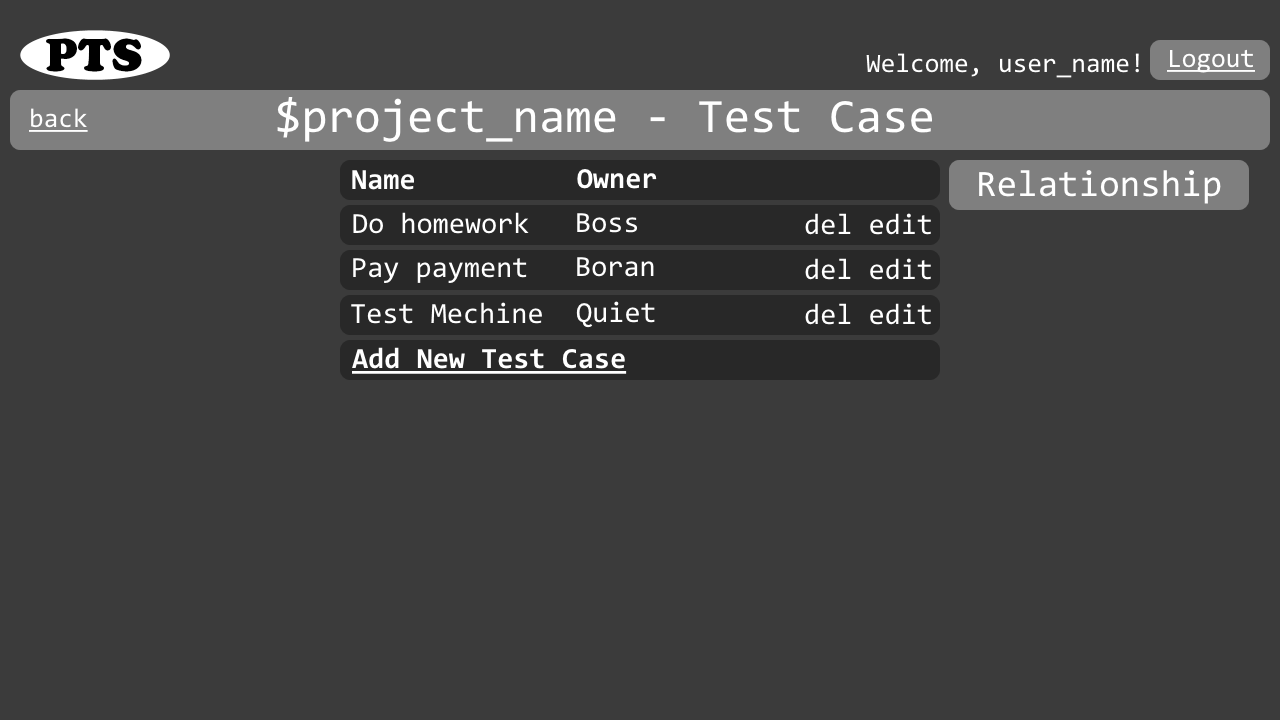 PTS
Welcome, user_name! Logout
back $project_name - Test Case
Name Owner Relationship
Do homework Boss del edit
Pay payment Boran del edit
Test Mechine Quiet del edit
Add New Test Case